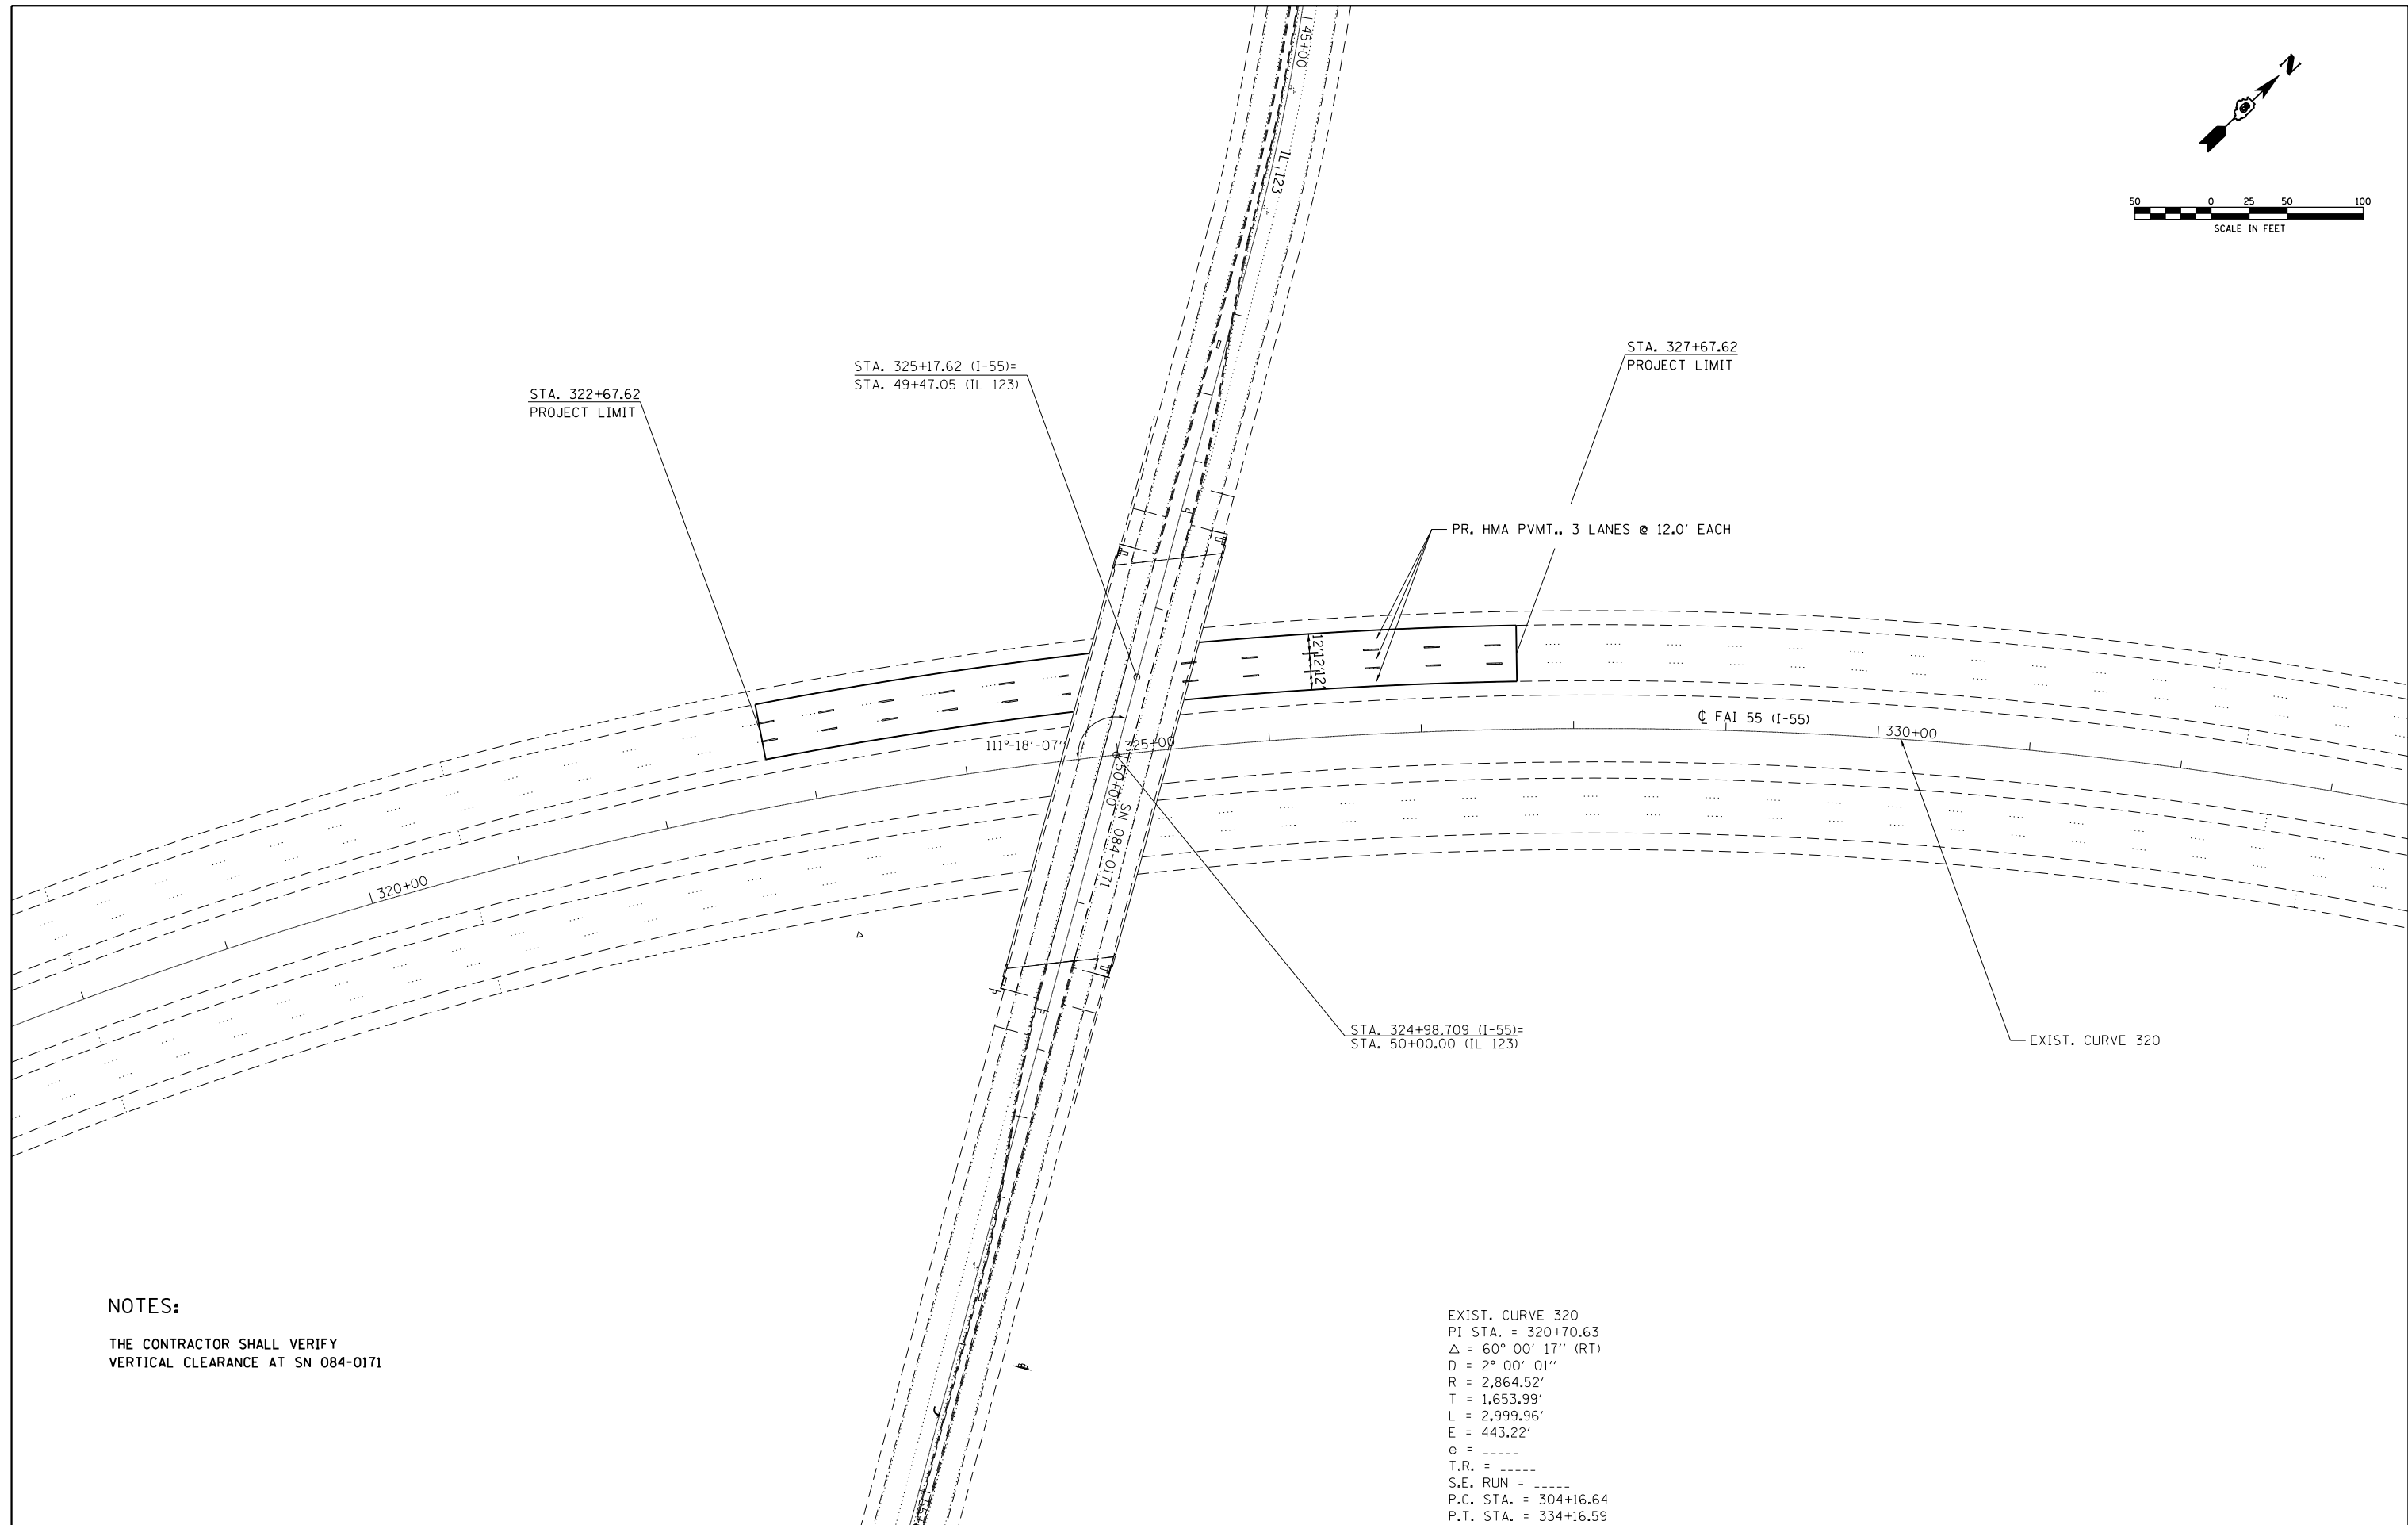 45+00
N
IL 123
50 0 25 50 100
SCALE IN FEET
STA. 327+67.62
PROJECT LIMIT
STA. 325+17.62 (I-55)=
STA. 49+47.05 (IL 123)
STA. 322+67.62
PROJECT LIMIT
PR. HMA PVMT., 3 LANES @ 12.0' EACH
12' 12' 12'
℄ FAI 55 (I-55)
330+00
111°-18'-07"
325+00
50+00
SN 084-0171
320+00
STA. 324+98.709 (I-55)=
STA. 50+00.00 (IL 123)
EXIST. CURVE 320
NOTES:
THE CONTRACTOR SHALL VERIFY
VERTICAL CLEARANCE AT SN 084-0171
EXIST. CURVE 320
PI STA. = 320+70.63
Δ = 60° 00' 17'' (RT)
D = 2° 00' 01''
R = 2,864.52'
T = 1,653.99'
L = 2,999.96'
E = 443.22'
e = _____
T.R. = _____
S.E. RUN = _____
P.C. STA. = 304+16.64
P.T. STA. = 334+16.59